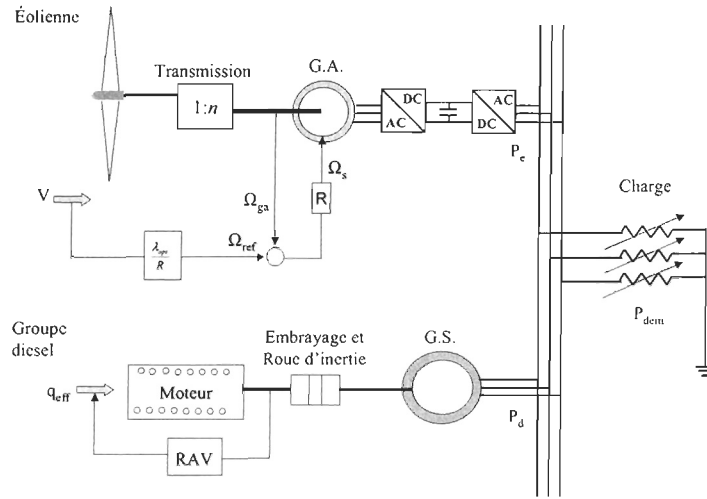 Éolienne
Transmission
1:n
G.A.
DC
AC
AC
DC
P_e
Ω_s
R
Ω_ga
V
λ_opt
R
Ω_ref
Charge
P_dem
Groupe
diesel
Embrayage et
Roue d'inertie
G.S.
q_eff
Moteur
RAV
P_d